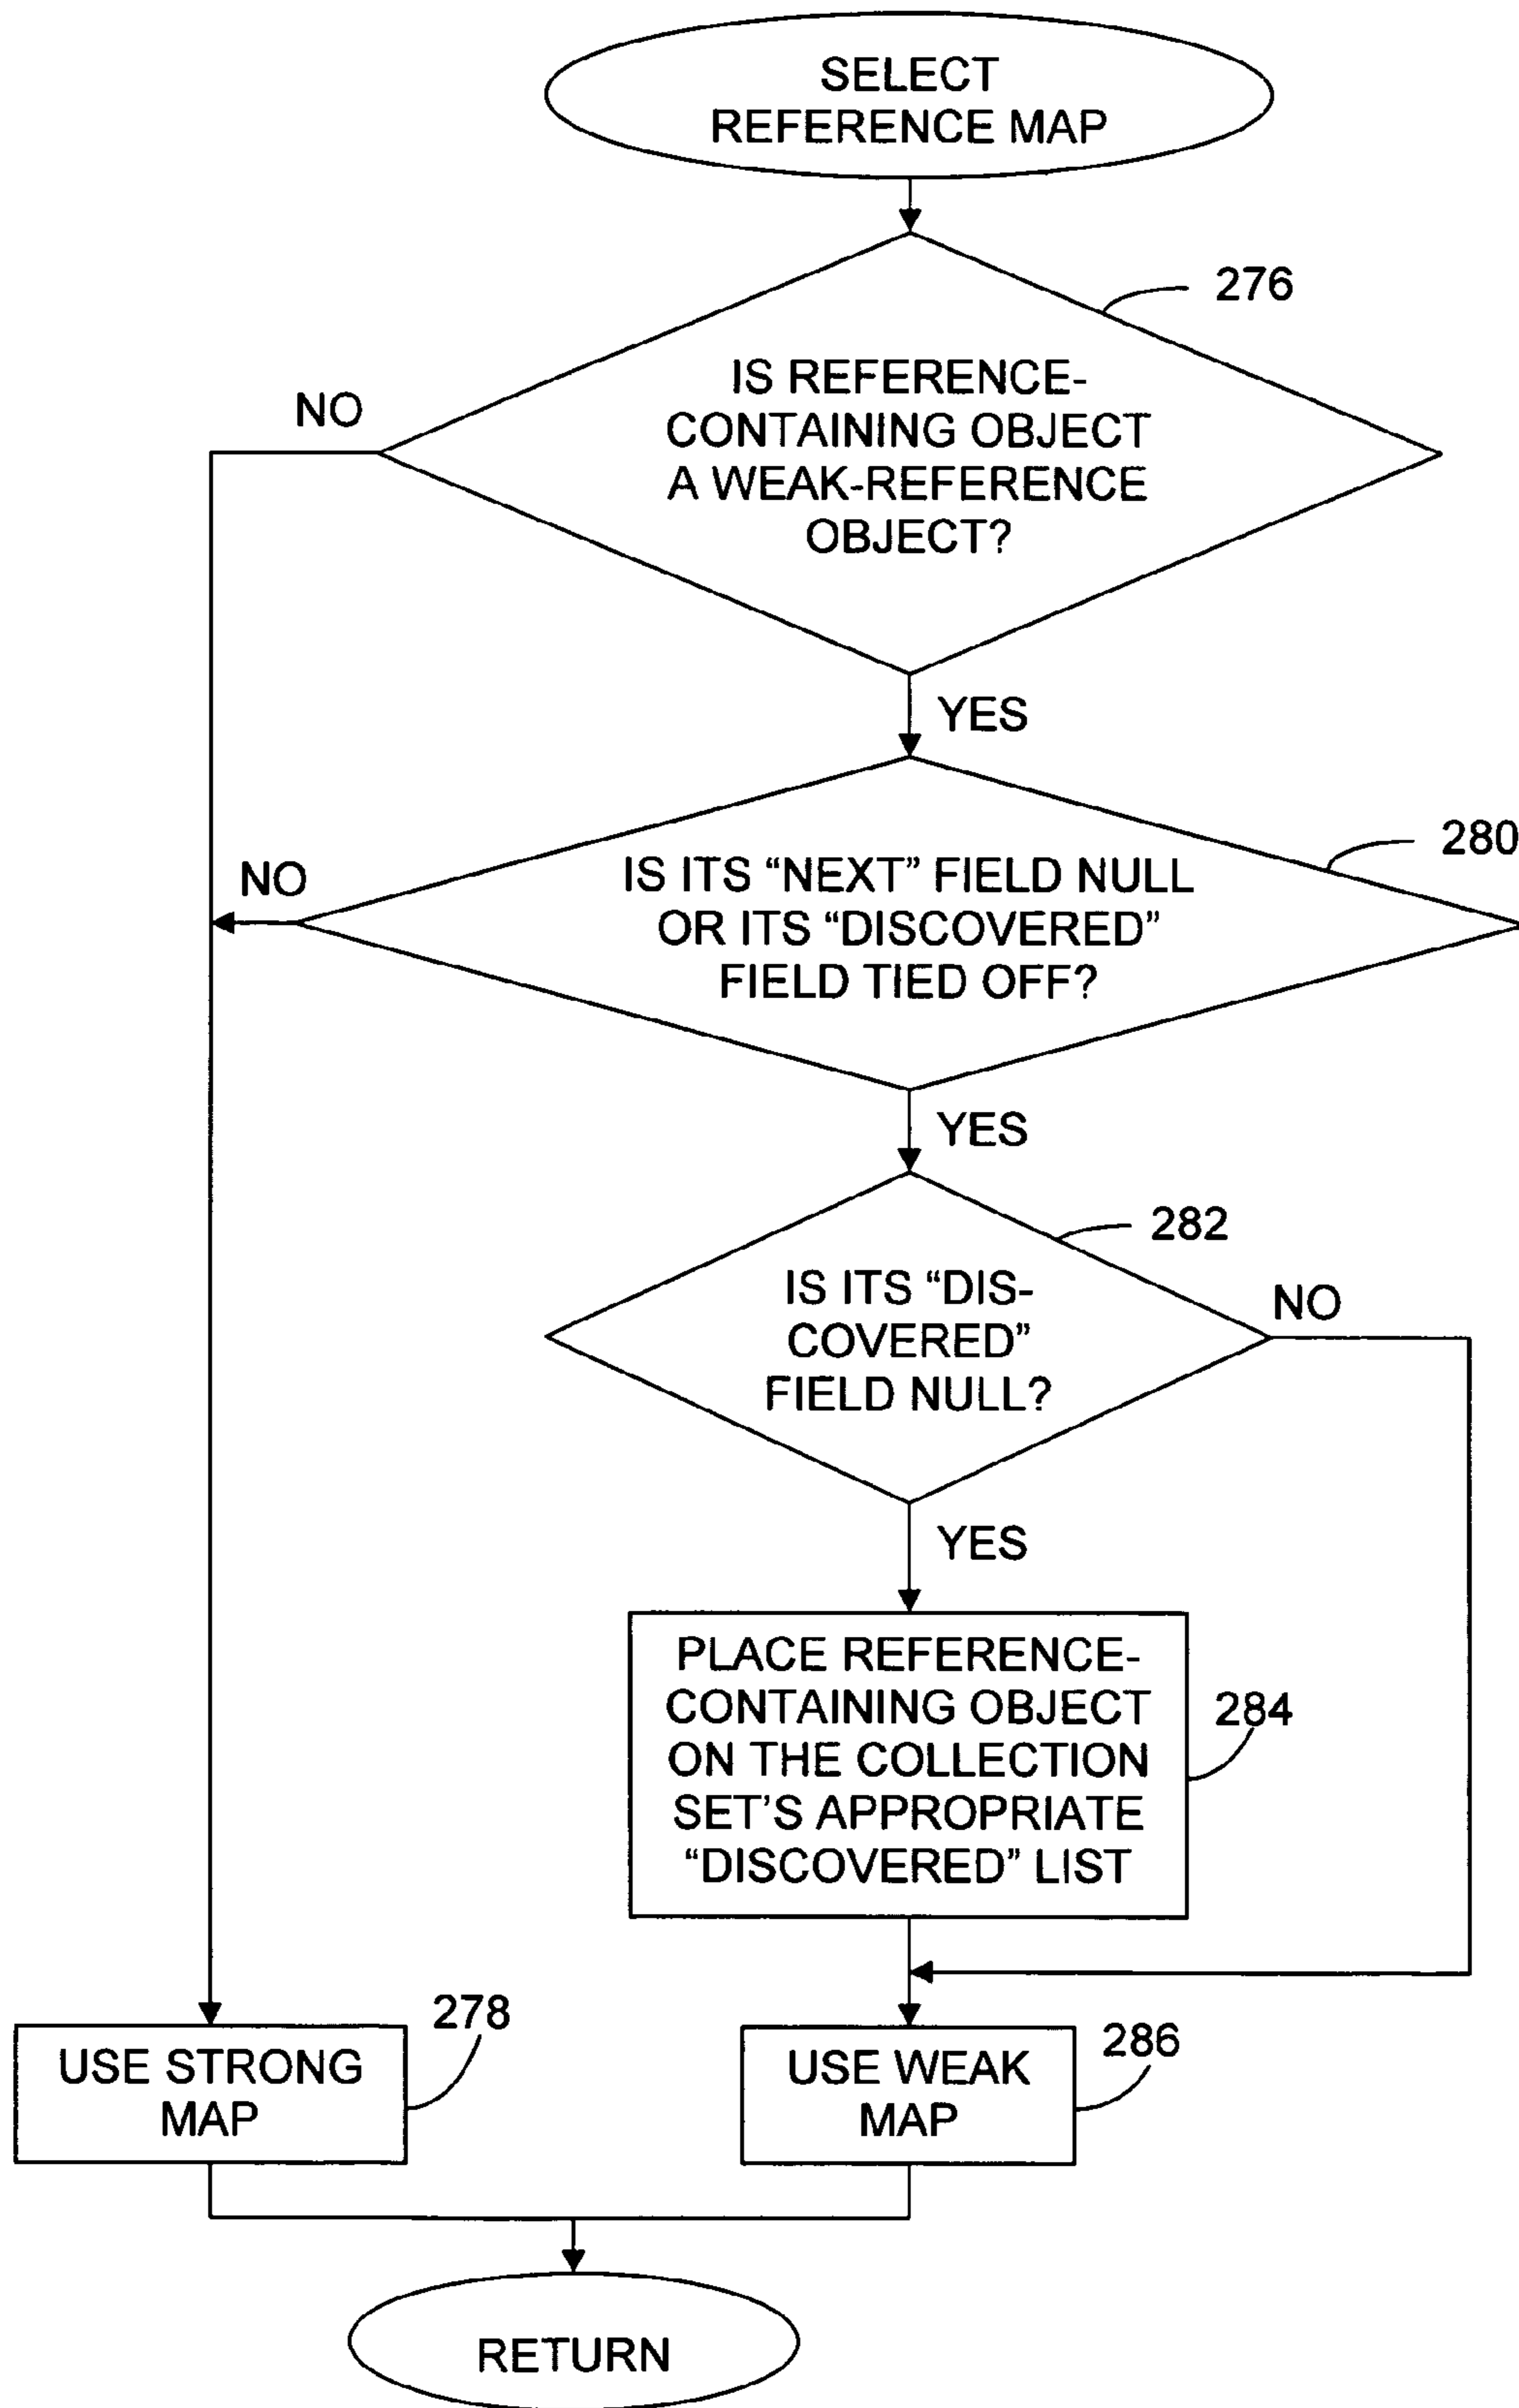 SELECT
REFERENCE MAP
276
IS REFERENCE-
CONTAINING OBJECT
A WEAK-REFERENCE
OBJECT?
NO
YES
280
IS ITS “NEXT” FIELD NULL
OR ITS “DISCOVERED”
FIELD TIED OFF?
NO
YES
282
IS ITS “DIS-
COVERED”
FIELD NULL?
NO
YES
PLACE REFERENCE-
CONTAINING OBJECT
ON THE COLLECTION
SET’S APPROPRIATE
“DISCOVERED” LIST
284
278
USE STRONG
MAP
286
USE WEAK
MAP
RETURN